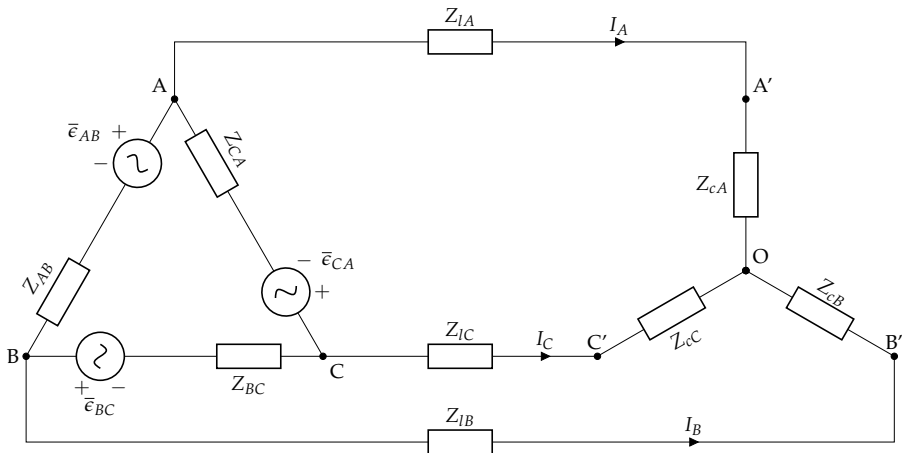 Z_{lA}
I_A
A
A′
ϵ̅_{AB}
+
−
Z_{CA}
Z_{cA}
Z_{AB}
−
ϵ̅_{CA}
+
O
Z_{cB}
Z_{cC}
B
Z_{lC}
I_C
C′
B′
C
+
−
ϵ̅_{BC}
Z_{BC}
Z_{lB}
I_B